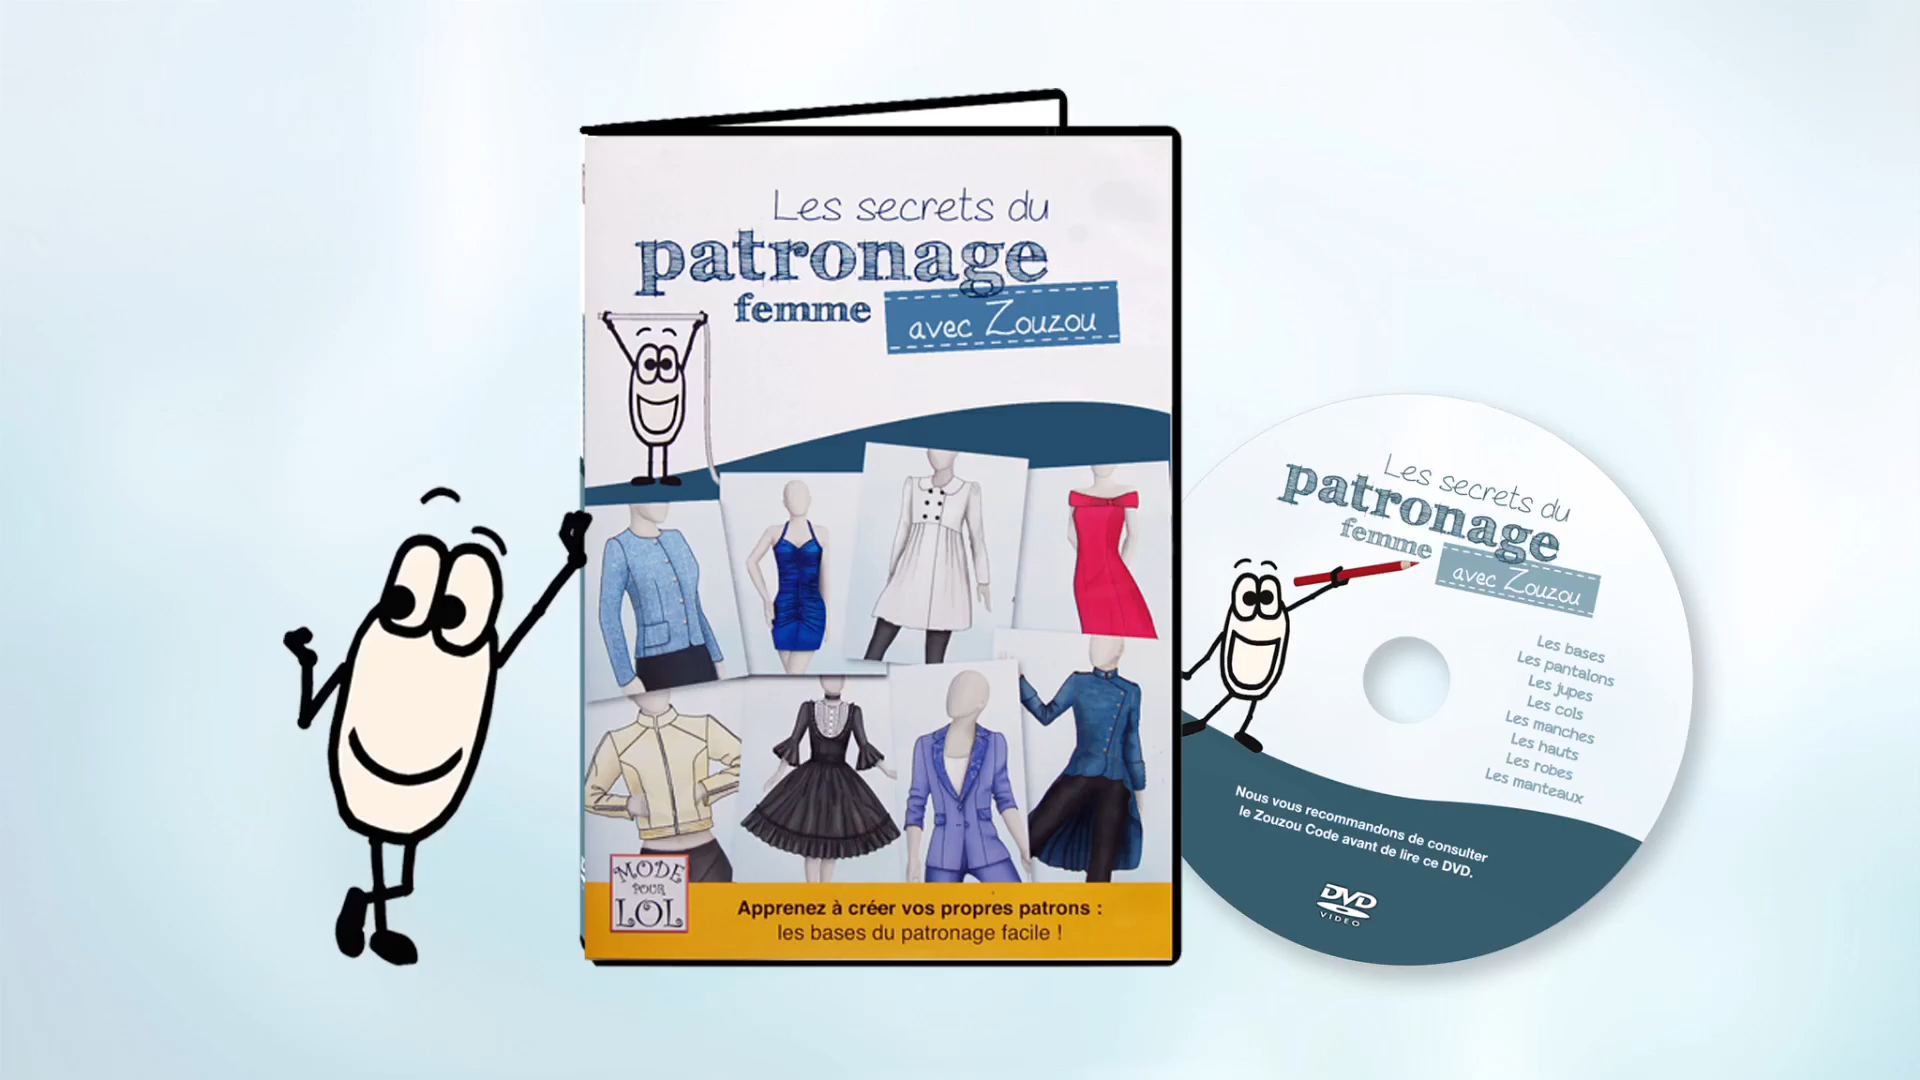 Les secrets du
patronage
femme
avec Zouzou
MODE
POUR
LOL
Apprenez à créer vos propres patrons :
les bases du patronage facile !
Les secrets du
patronage
femme
avec Zouzou
Les bases
Les pantalons
Les jupes
Les cols
Les manches
Les hauts
Les robes
Les manteaux
Nous vous recommandons de consulter
le Zouzou Code avant de lire ce DVD.
DVD
VIDEO